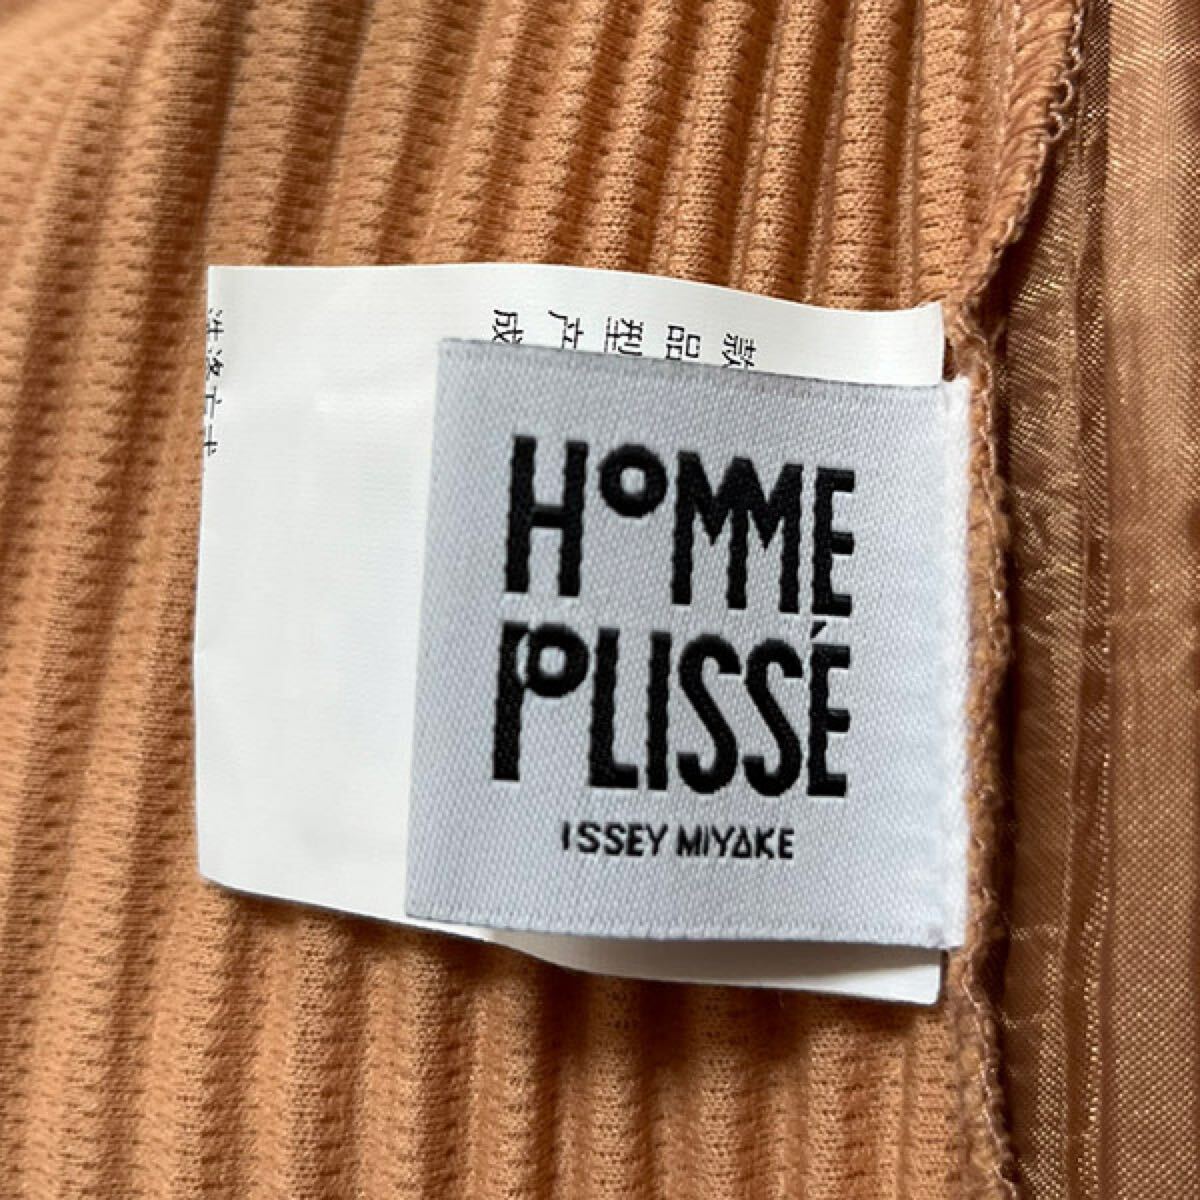 HOMME
PLISSÉ
ISSEY MIYAKE
款
品
型
产
成